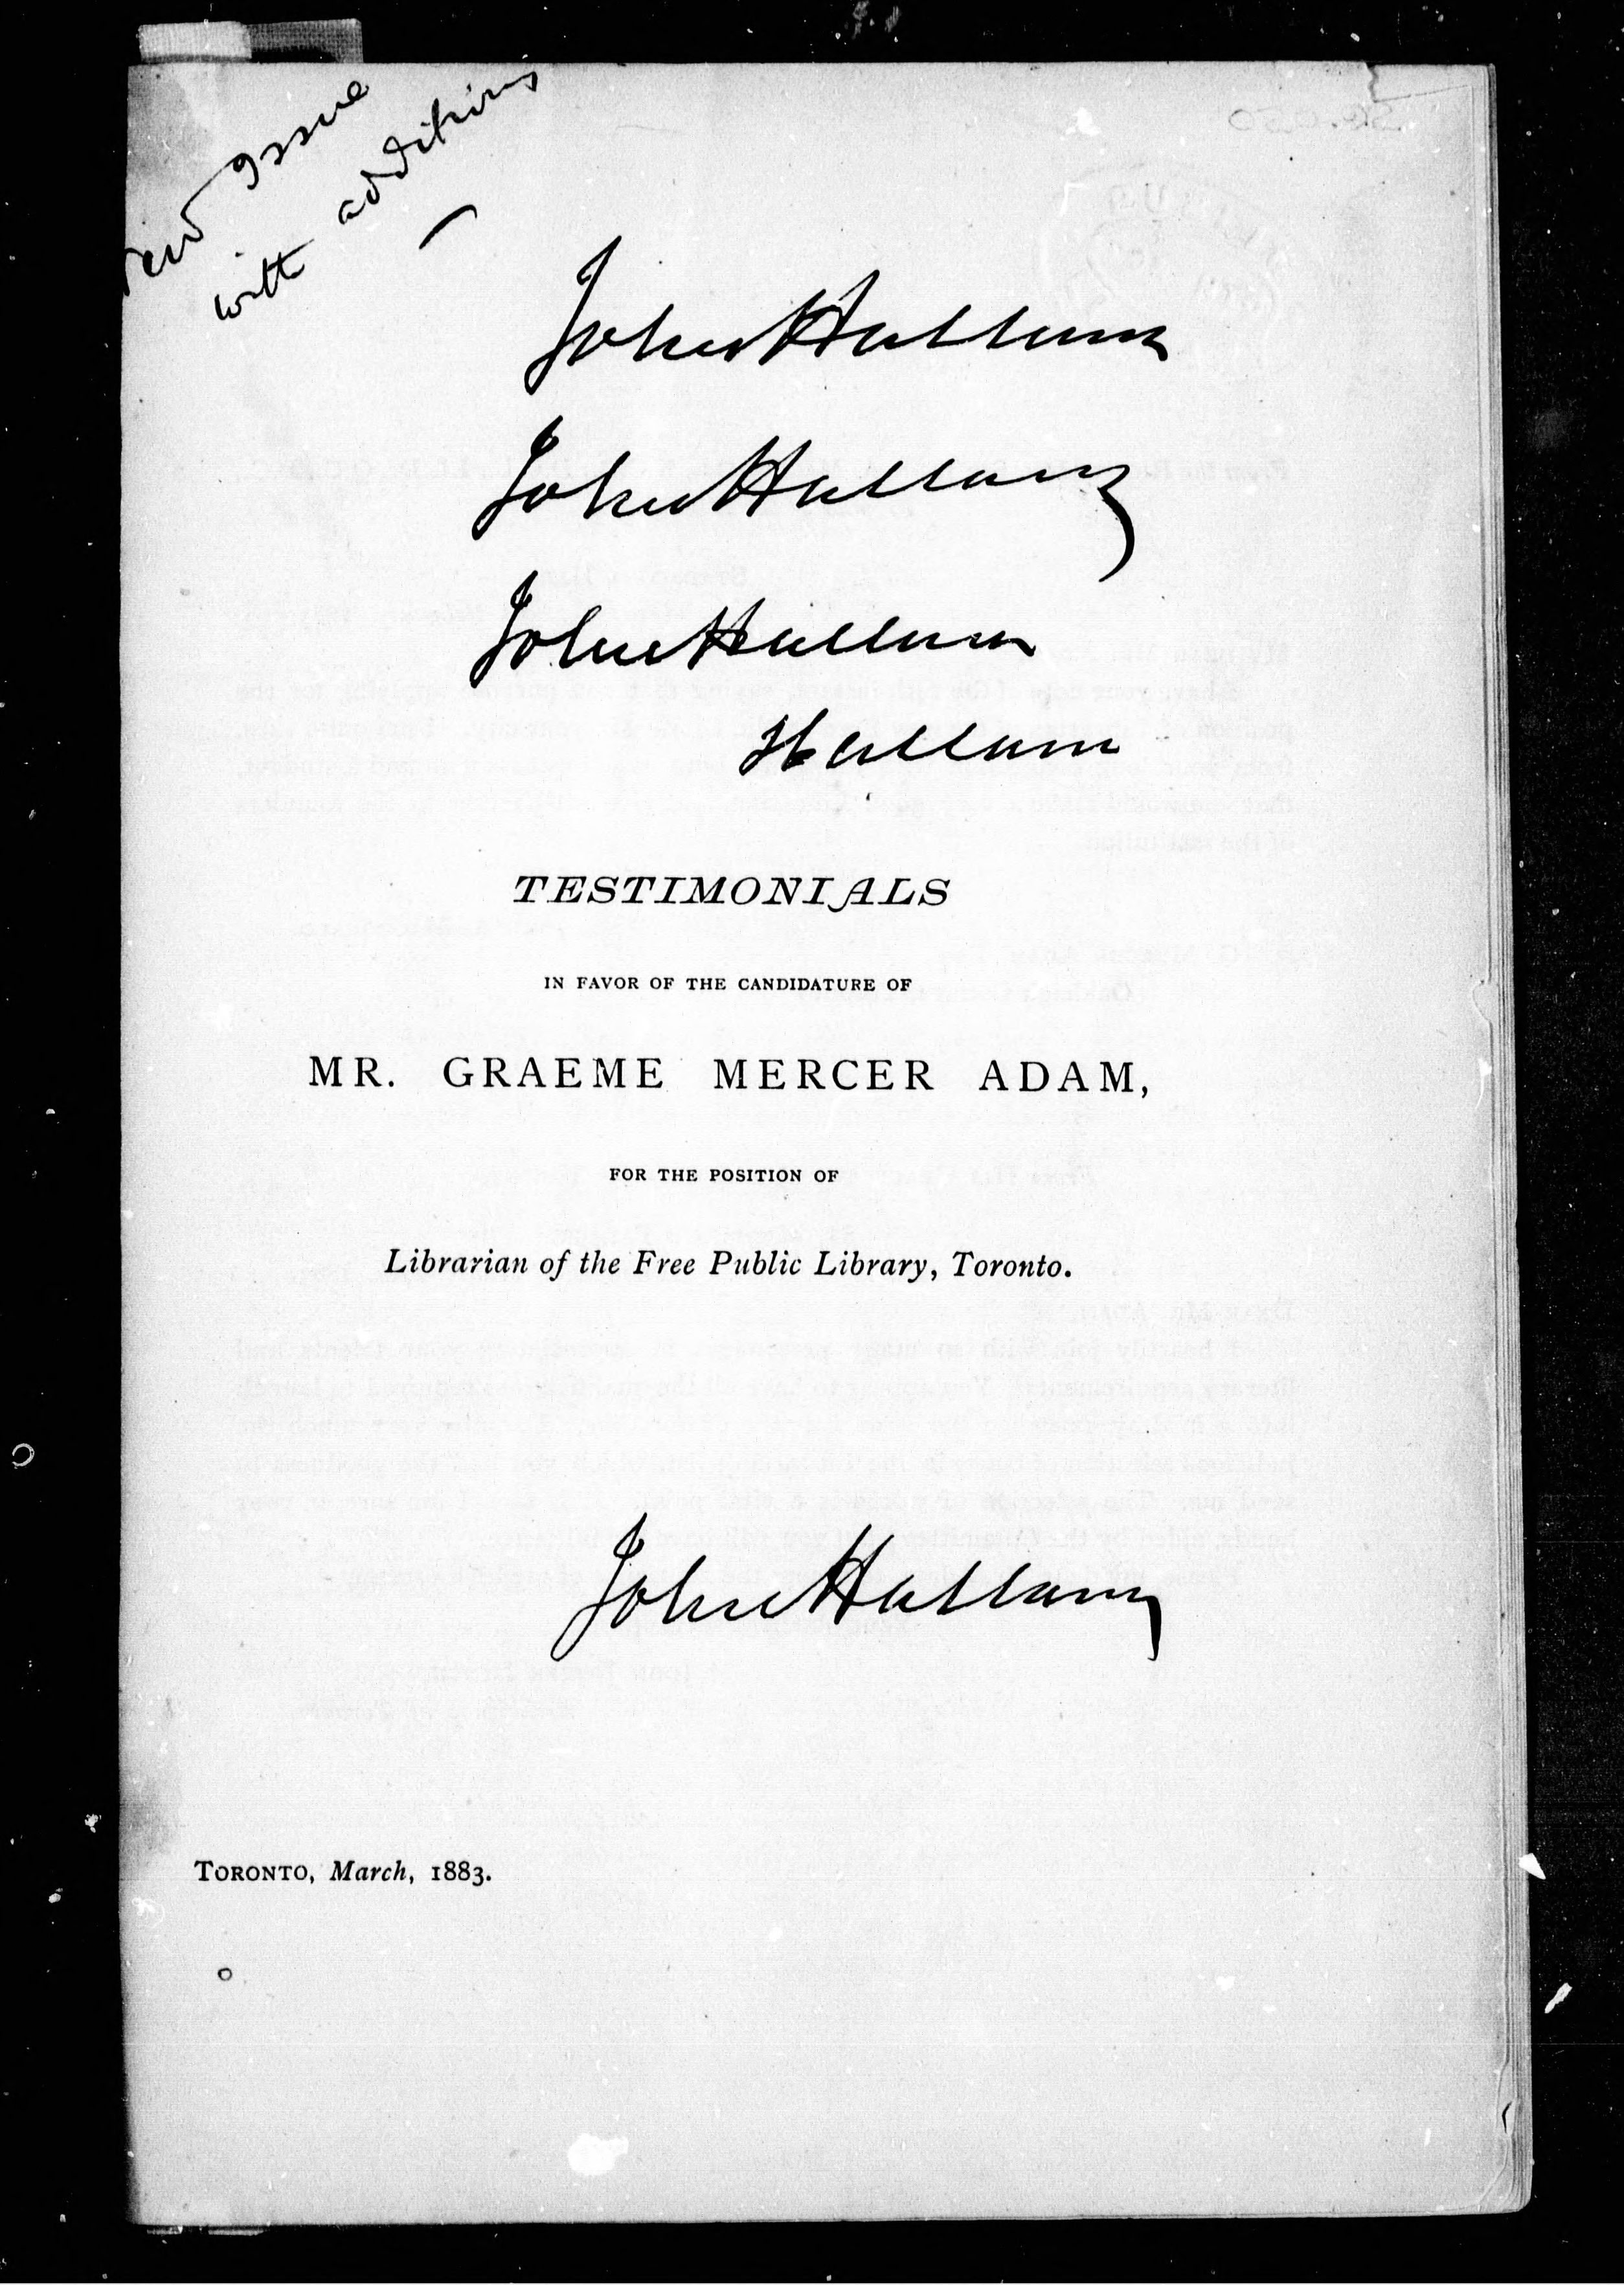 New Issue
with additions
John Hallam
John Hallam
John Hallam
Hallam
TESTIMONIALS
IN FAVOR OF THE CANDIDATURE OF
MR. GRAEME MERCER ADAM,
FOR THE POSITION OF
Librarian of the Free Public Library, Toronto.
John Hallam
TORONTO, March, 1883.